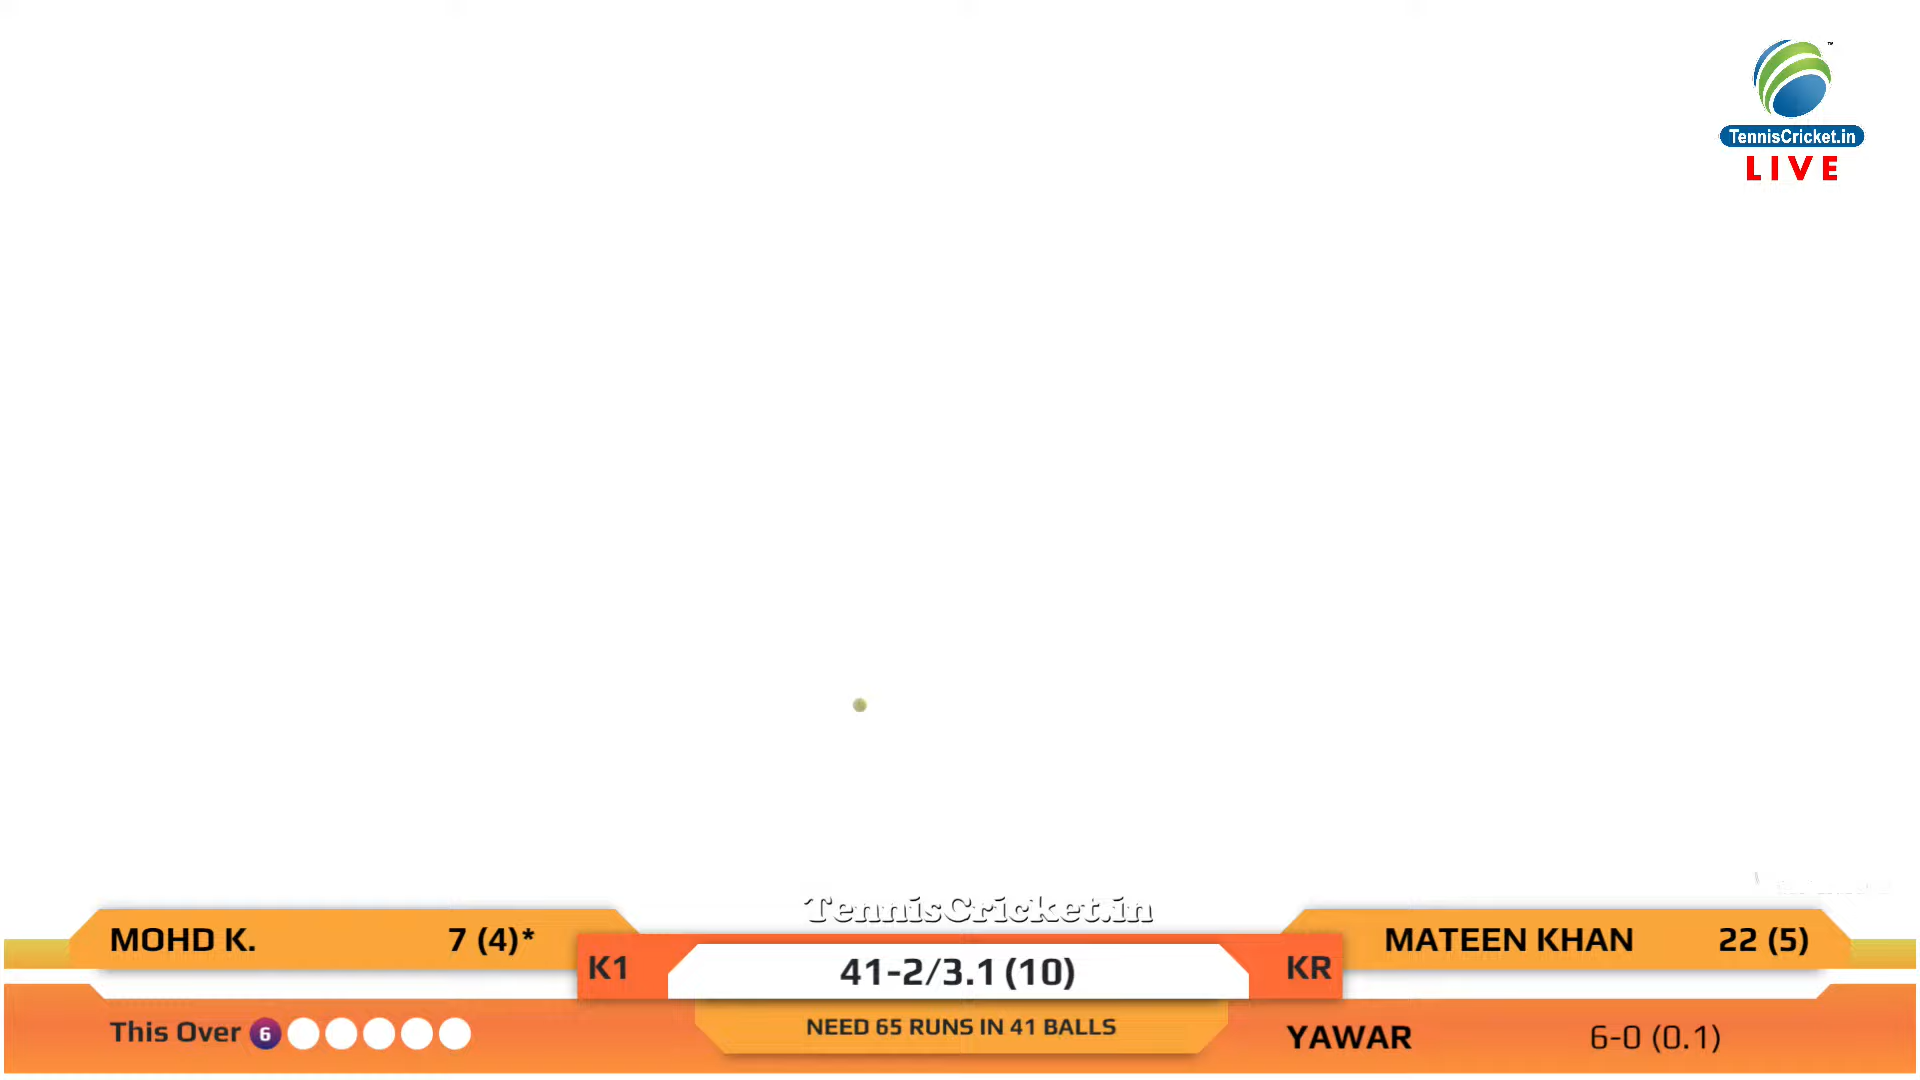 TM
TennisCricket.in
LIVE
TennisCricket.in
MOHD K. 7 (4)*
K1
41-2/3.1 (10)
KR
MATEEN KHAN 22 (5)
This Over 6
NEED 65 RUNS IN 41 BALLS
YAWAR 6-0 (0.1)